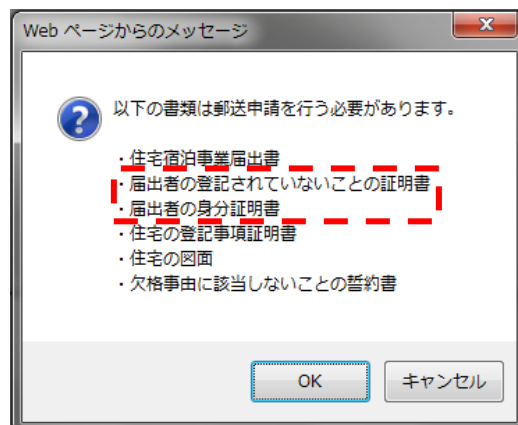 Web ページからのメッセージ
以下の書類は郵送申請を行う必要があります。
・住宅宿泊事業届出書
・届出者の登記されていないことの証明書
・届出者の身分証明書
・住宅の登記事項証明書
・住宅の図面
・欠格事由に該当しないことの誓約書
OK
キャンセル